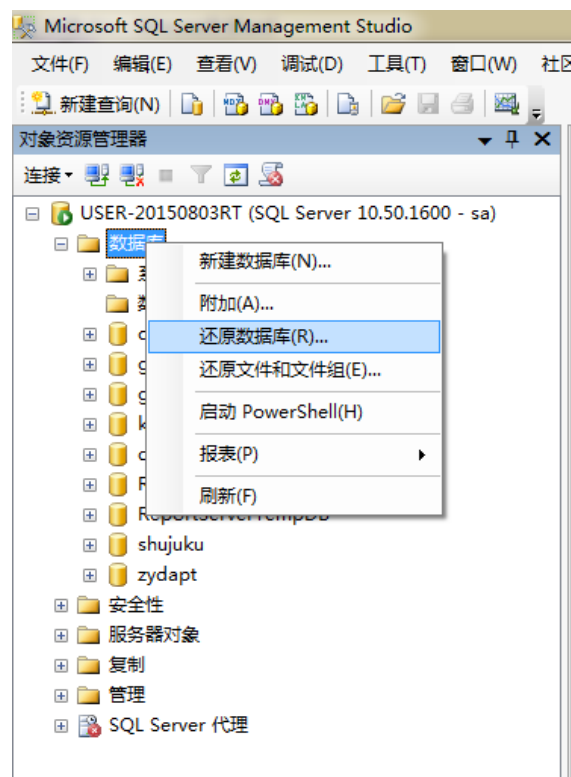 Microsoft SQL Server Management Studio
文件(F) 编辑(E) 查看(V) 调试(D) 工具(T) 窗口(W) 社区
新建查询(N)
对象资源管理器
连接
USER-20150803RT (SQL Server 10.50.1600 - sa)
数据库
新建数据库(N)...
附加(A)...
还原数据库(R)...
还原文件和文件组(E)...
启动 PowerShell(H)
报表(P)
刷新(F)
ReportServerTempDB
shujuku
zydapt
安全性
服务器对象
复制
管理
SQL Server 代理